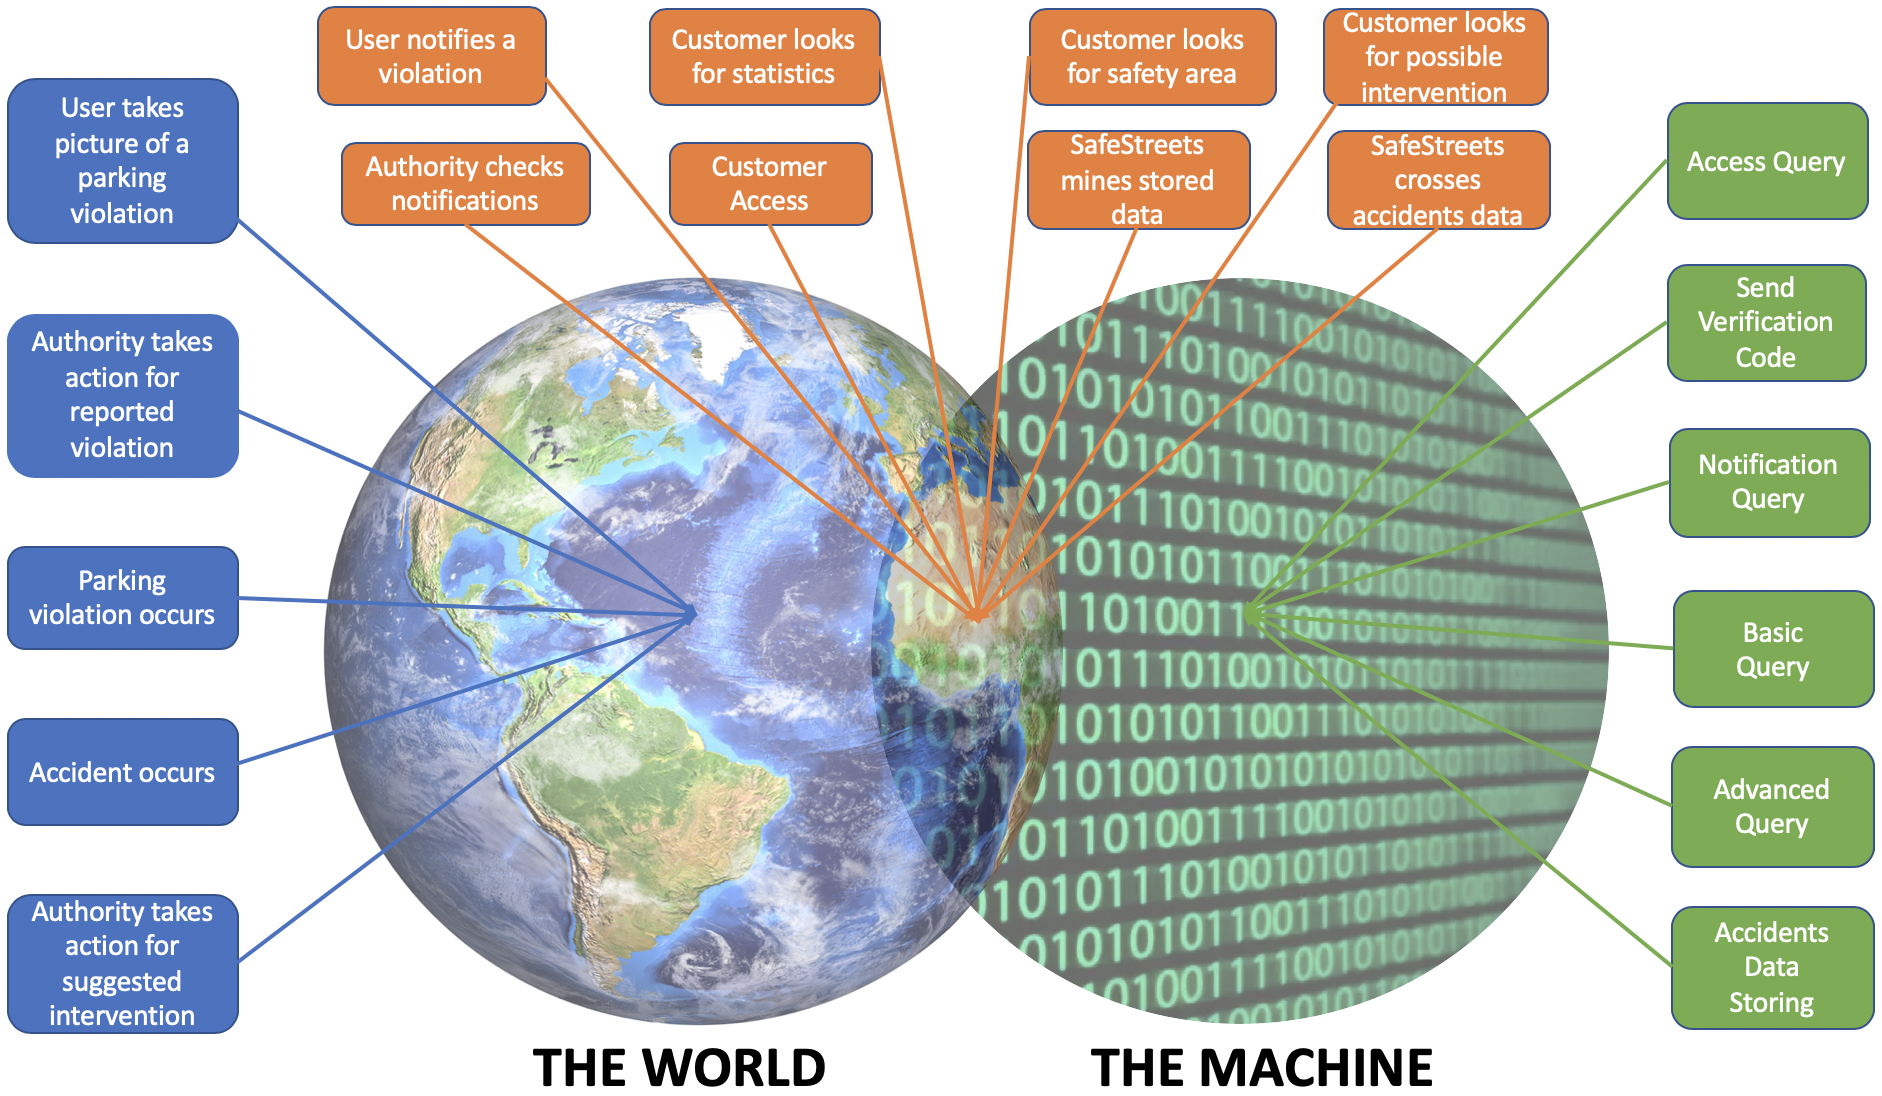 User notifies a
violation
Customer looks
for statistics
Customer looks
for safety area
Customer looks
for possible
intervention
Authority checks
notifications
Customer
Access
SafeStreets
mines stored
data
SafeStreets
crosses
accidents data
User takes
picture of a
parking
violation
Authority takes
action for
reported
violation
Parking
violation occurs
Accident occurs
Authority takes
action for
suggested
intervention
Access Query
Send
Verification
Code
Notification
Query
Basic
Query
Advanced
Query
Accidents
Data
Storing
THE WORLD
THE MACHINE